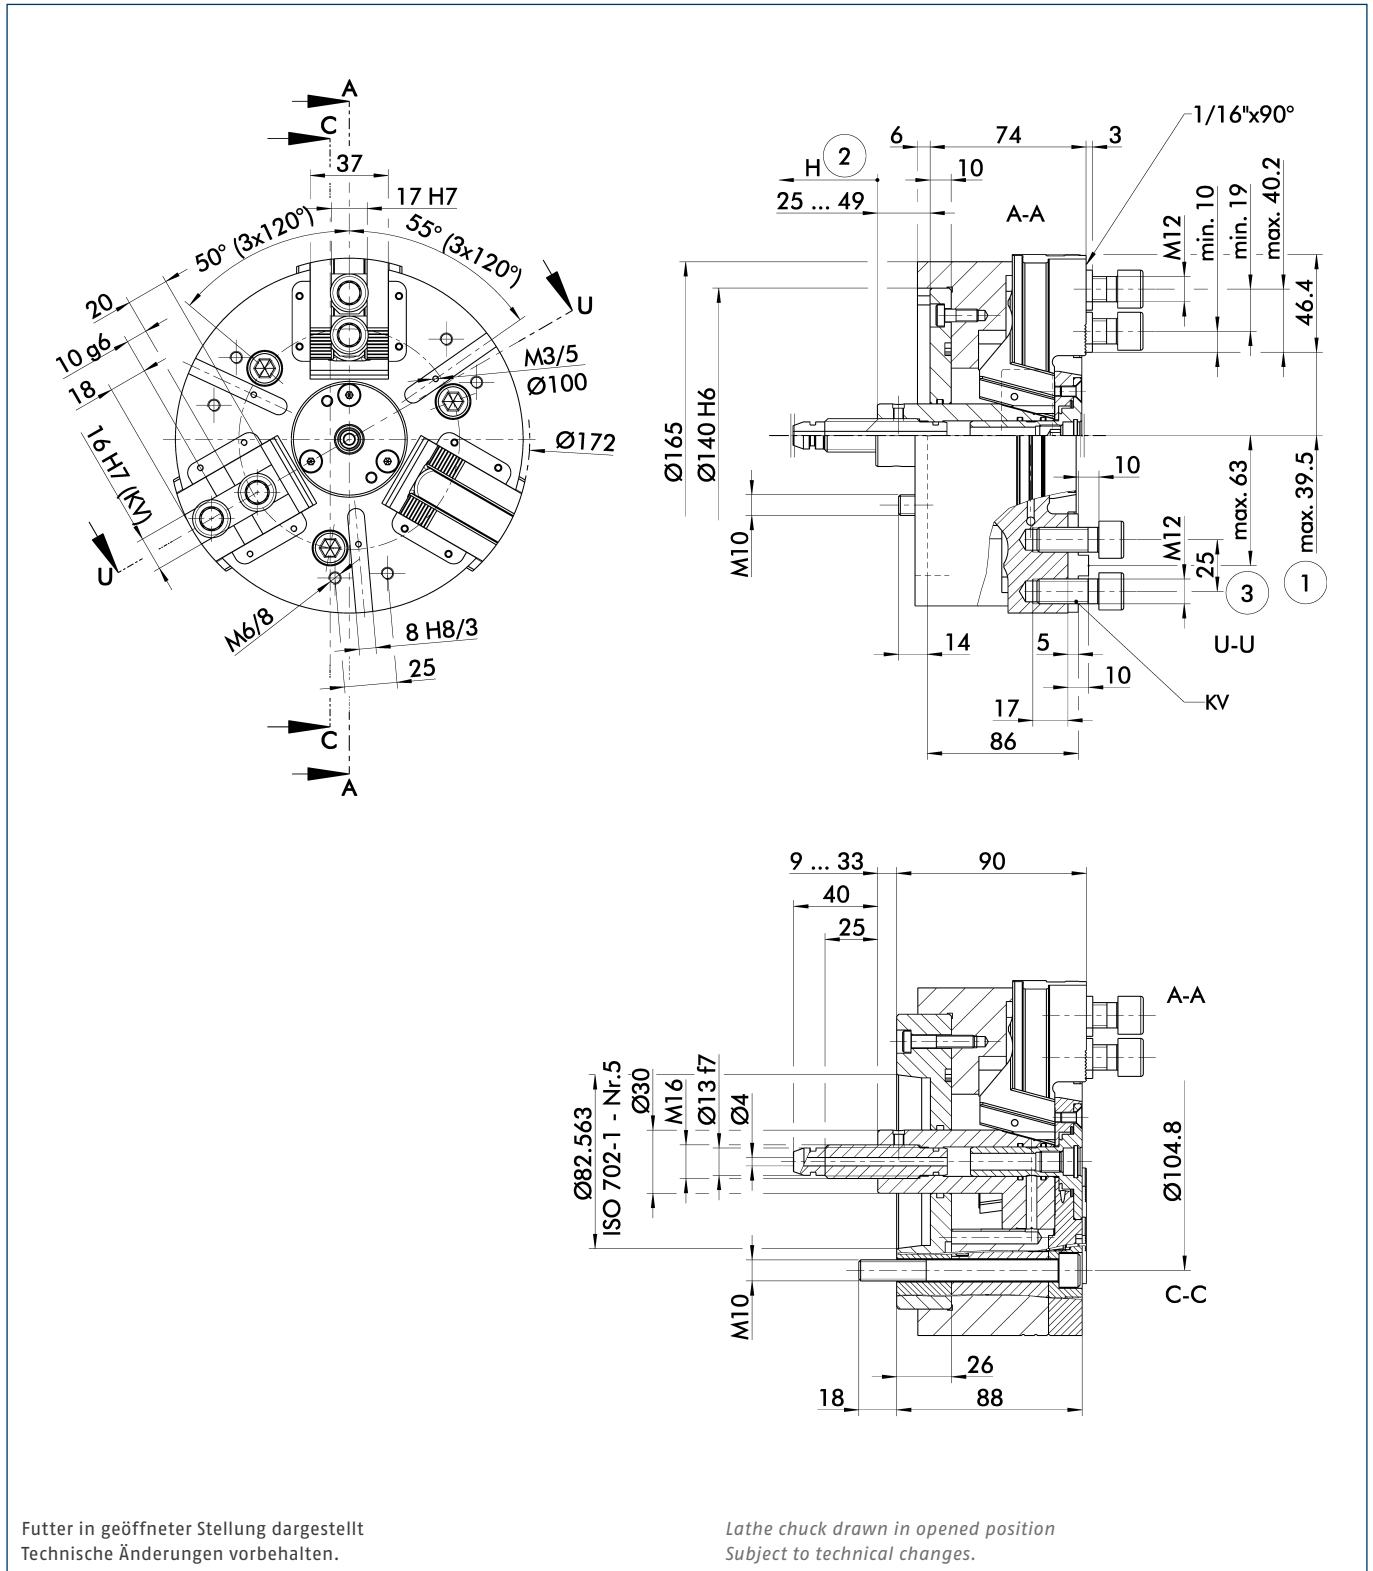 A
C
37
17 H7
50° (3x120°)
55° (3x120°)
U
20
10 g6
18
16 H7 (KV)
M3/5
Ø100
Ø172
U
M6/8
8 H8/3
25
C
A
1/16"x90°
6
74
3
H
2
10
25 ... 49
A-A
M12
min. 10
min. 19
max. 40.2
46.4
Ø165
Ø140 H6
M10
10
M12
25
max. 63
max. 39.5
3
1
U-U
14
5
10
KV
17
86
9 ... 33
90
40
25
A-A
Ø82.563
ISO 702-1 - Nr.5
Ø30
M16
Ø13 f7
Ø4
Ø104.8
M10
C-C
26
18
88
Futter in geöffneter Stellung dargestellt
Technische Änderungen vorbehalten.
Lathe chuck drawn in opened position
Subject to technical changes.